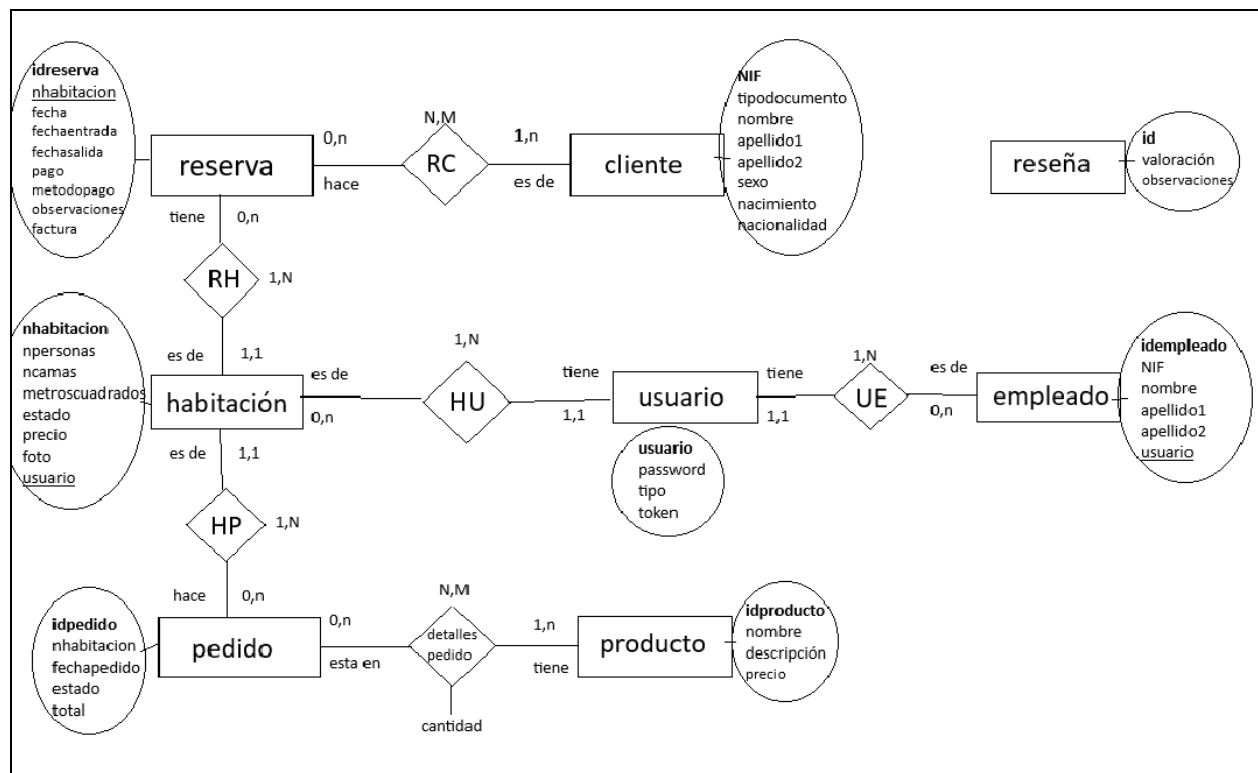 idreserva
nhabitacion
fecha
fechaentrada
fechasalida
pago
metodopago
observaciones
factura
reserva
0,n
hace
N,M
RC
1,n
es de
cliente
NIF
tipodocumento
nombre
apellido1
apellido2
sexo
nacimiento
nacionalidad
reseña
id
valoración
observaciones
tiene
0,n
RH
1,N
es de
1,1
nhabitacion
npersonas
ncamas
metroscuadrados
estado
precio
foto
usuario
habitación
es de
0,n
1,N
HU
tiene
1,1
usuario
usuario
password
tipo
token
tiene
1,1
1,N
UE
es de
0,n
empleado
idempleado
NIF
nombre
apellido1
apellido2
usuario
es de
1,1
HP
1,N
hace
0,n
idpedido
nhabitacion
fechapedido
estado
total
pedido
0,n
esta en
N,M
detalles
pedido
cantidad
1,n
tiene
producto
idproducto
nombre
descripción
precio